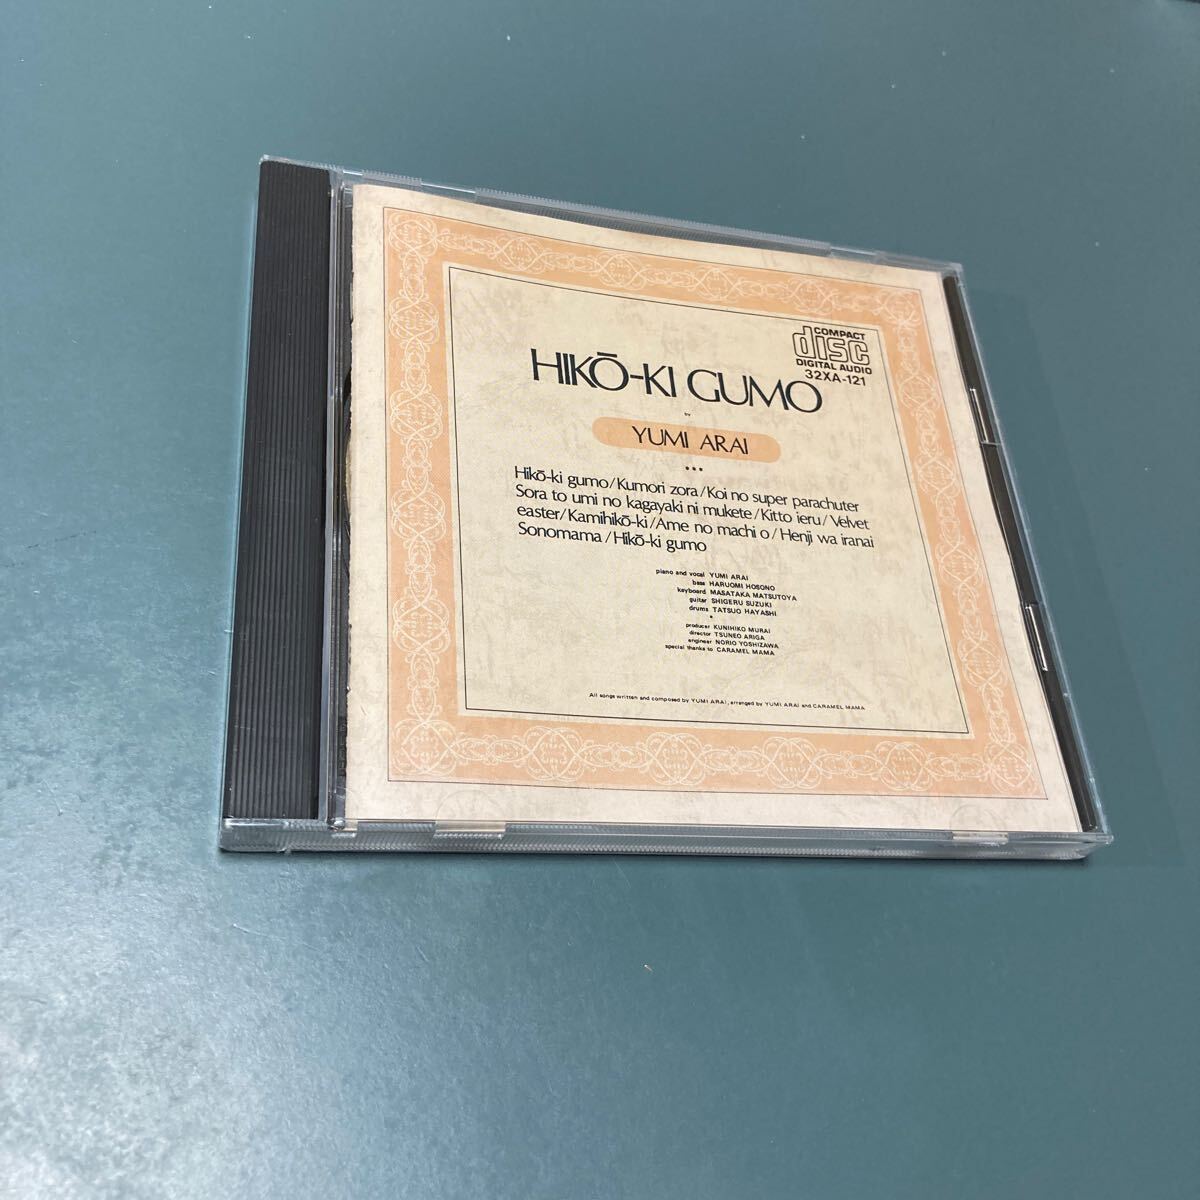 COMPACT
disc
DIGITAL AUDIO
32XA-121
HIKŌ-KI GUMO
by
YUMI ARAI
•••
Hikō-ki gumo/Kumori zora/Koi no super parachuter
Sora to umi no kagayaki ni mukete/Kitto ieru/Velvet
easter/Kamihikō-ki/Ame no machi o/Henji wa iranai
Sonomama/Hikō-ki gumo
piano and vocal YUMI ARAI
bass HARUOMI HOSONO
keyboard MASATAKA MATSUTOYA
guitar SHIGERU SUZUKI
drums TATSUO HAYASHI
•
producer KUNIHIKO MURAI
director TSUNEO ARIGA
engineer NORIO YOSHIZAWA
special thanks to CARAMEL MAMA
All songs written and composed by YUMI ARAI, arranged by YUMI ARAI and CARAMEL MAMA